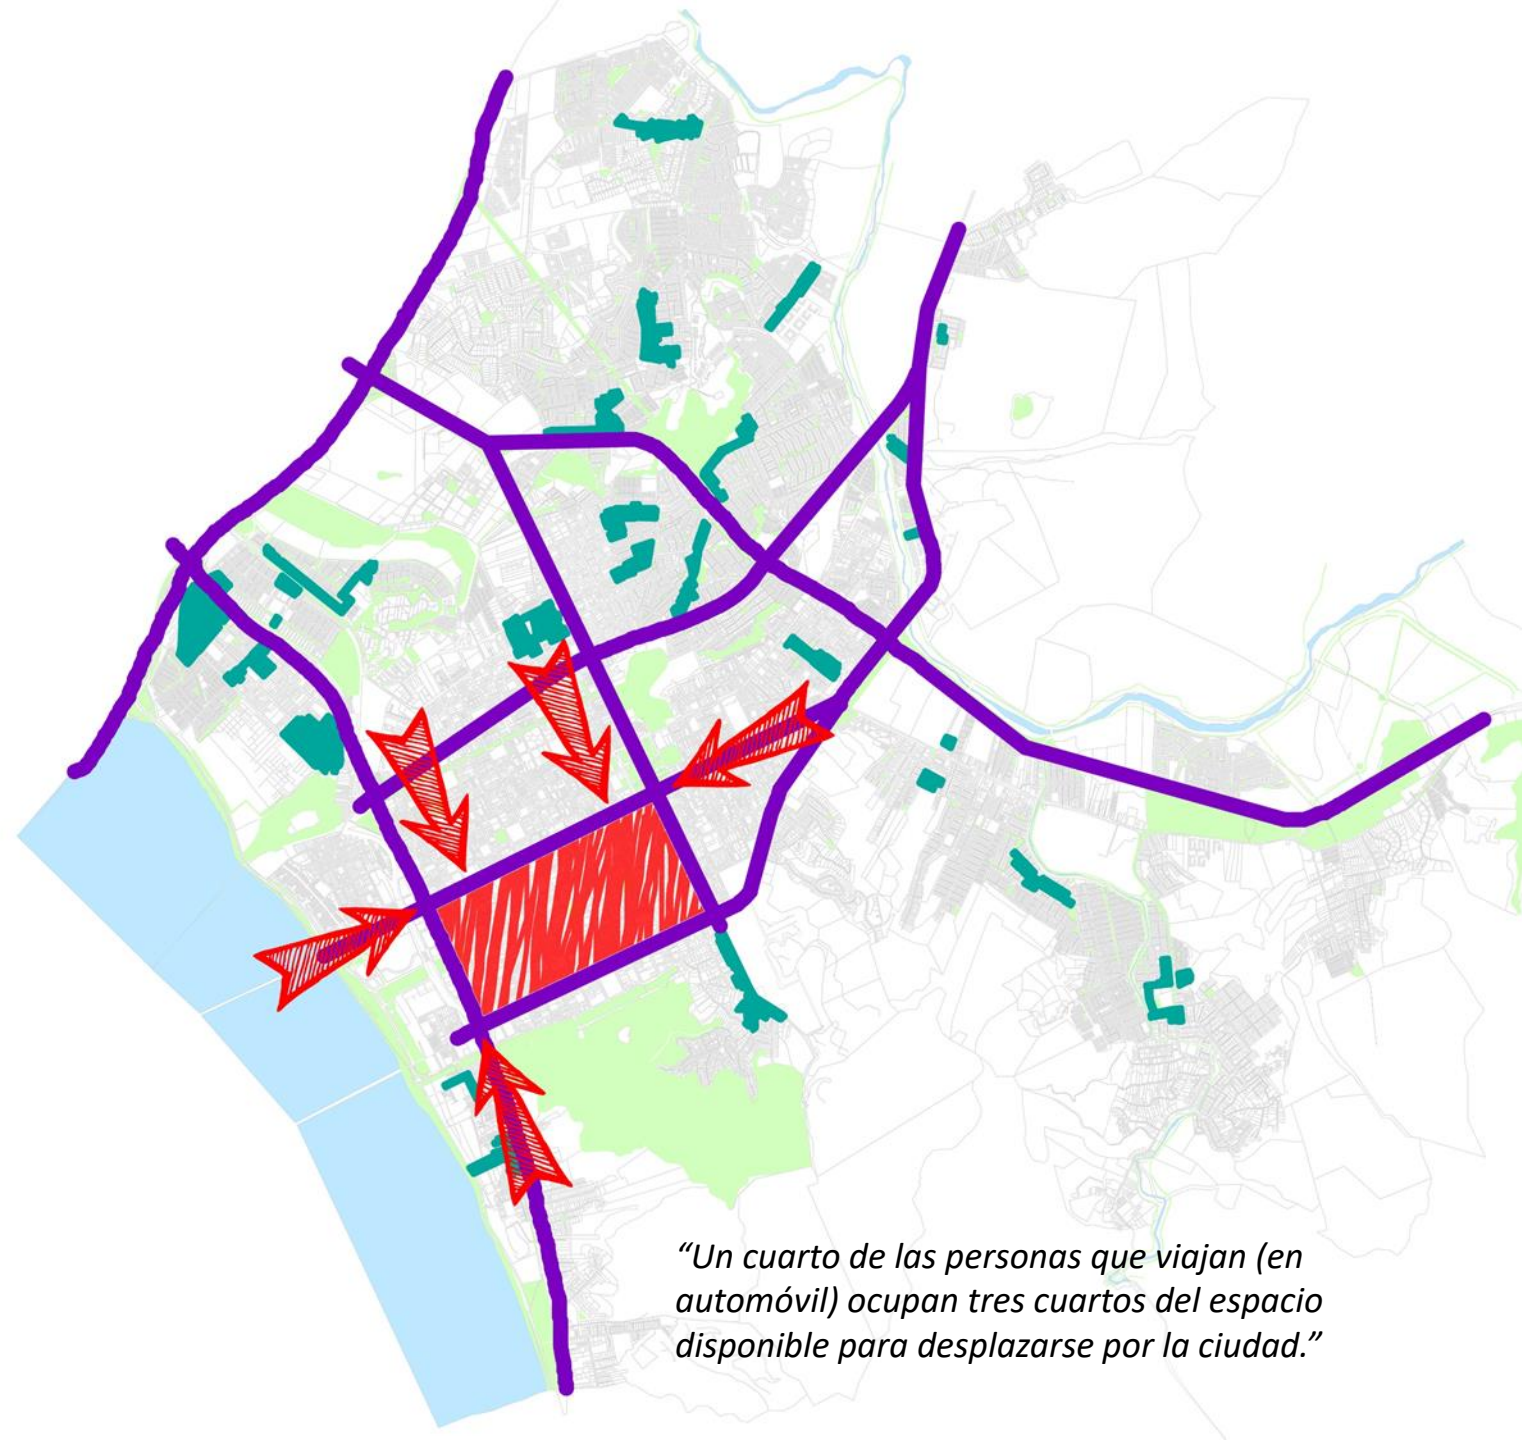 “Un cuarto de las personas que viajan (en
automóvil) ocupan tres cuartos del espacio
disponible para desplazarse por la ciudad.”